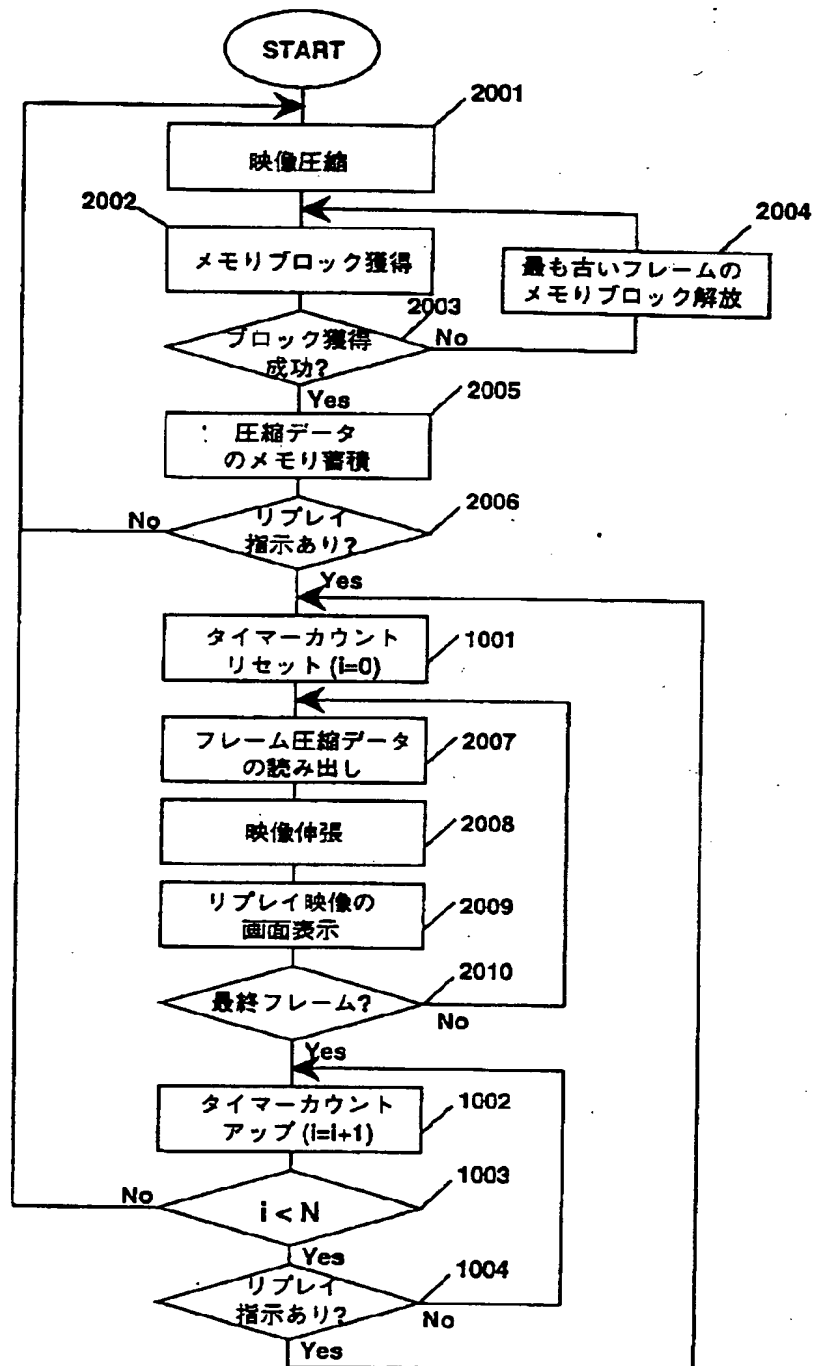 START
2001
映像圧縮
2002
メモリブロック獲得
2004
最も古いフレームの
メモリブロック解放
2003
ブロック獲得
成功?
No
Yes
2005
圧縮データ
のメモリ蓄積
2006
No
リプレイ
指示あり?
Yes
タイマーカウント
リセット (i=0)
1001
フレーム圧縮データ
の読み出し
2007
映像伸張
2008
リプレイ映像の
画面表示
2009
2010
最終フレーム?
No
Yes
タイマーカウント
アップ (i=i+1)
1002
1003
No
i < N
Yes
1004
リプレイ
指示あり?
No
Yes